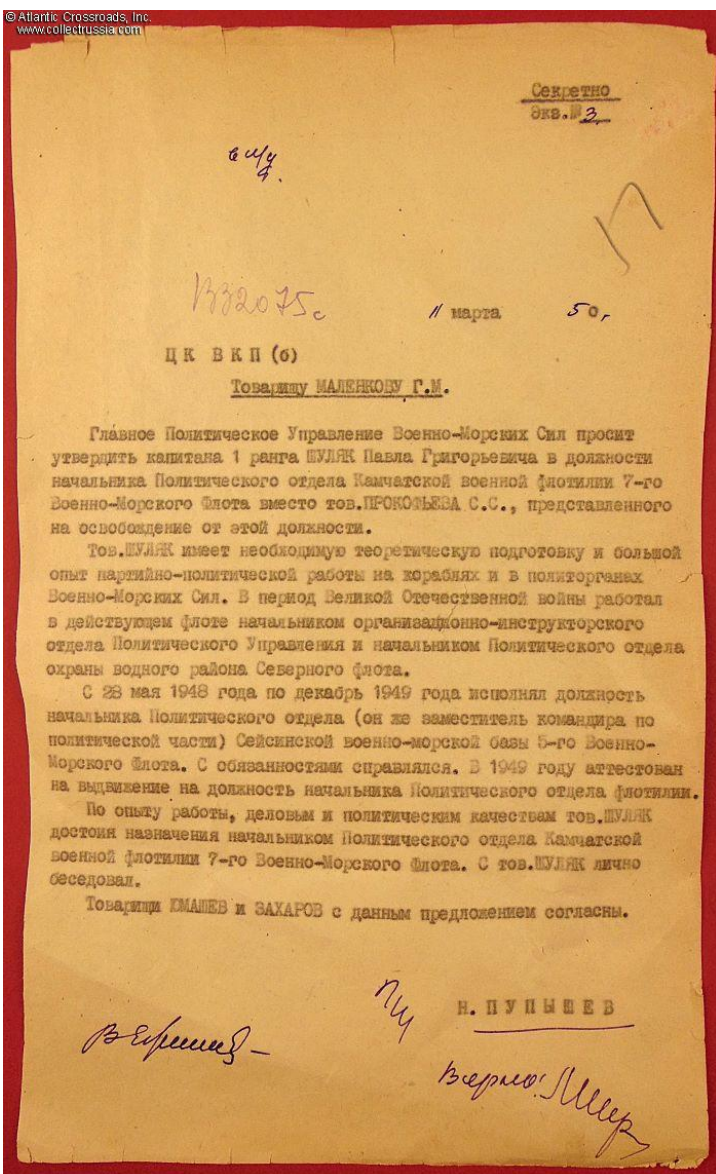 © Atlantic Crossroads, Inc.
www.collectrussia.com
Секретно
Экз.№ 3
11 марта 50 г.
ЦК ВКП(б)
Товарищу МАЛЕНКОВУ Г.М.
Главное Политическое Управление Военно-Морских Сил просит
утвердить капитана 1 ранга ШУЛЯК Павла Григорьевича в должности
начальника Политического отдела Камчатской военной флотилии 7-го
Военно-Морского Флота вместо тов.ПРОКОФЬЕВА С.С., представленного
на освобождение от этой должности.
Тов.ШУЛЯК имеет необходимую теоретическую подготовку и большой
опыт партийно-политической работы на кораблях и в политорганах
Военно-Морских Сил. В период Великой Отечественной войны работал
в действующем флоте начальником организационно-инструкторского
отдела Политического Управления и начальником Политического отдела
охраны водного района Северного флота.
С 28 мая 1948 года по декабрь 1949 года исполнял должность
начальника Политического отдела (он же заместитель командира по
политической части) Сейсинской военно-морской базы 5-го Военно-
Морского Флота. С обязанностями справлялся. В 1949 году аттестован
на выдвижение на должность начальника Политического отдела флотилии.
По опыту работы, деловым и политическим качествам тов.ШУЛЯК
достоин назначения начальником Политического отдела Камчатской
военной флотилии 7-го Военно-Морского Флота. С тов.ШУЛЯК лично
беседовал.
Товарищи ЮМАШЕВ и ЗАХАРОВ с данным предложением согласны.
Н. ПУПЫШЕВ
Верно: